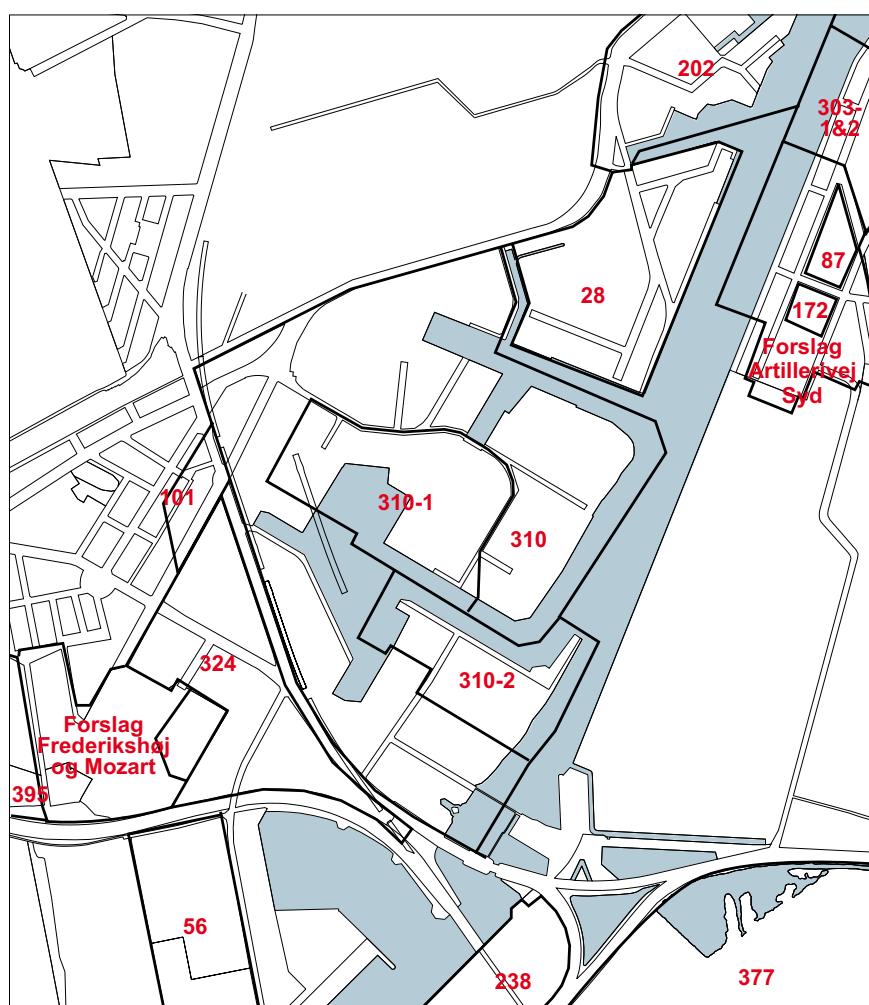 202
303-
1&2
87
28
172
Forslag
Artillerivej
Syd
101
310-1
310
324
310-2
Forslag
Frederikshøj
og Mozart
395
56
238
377